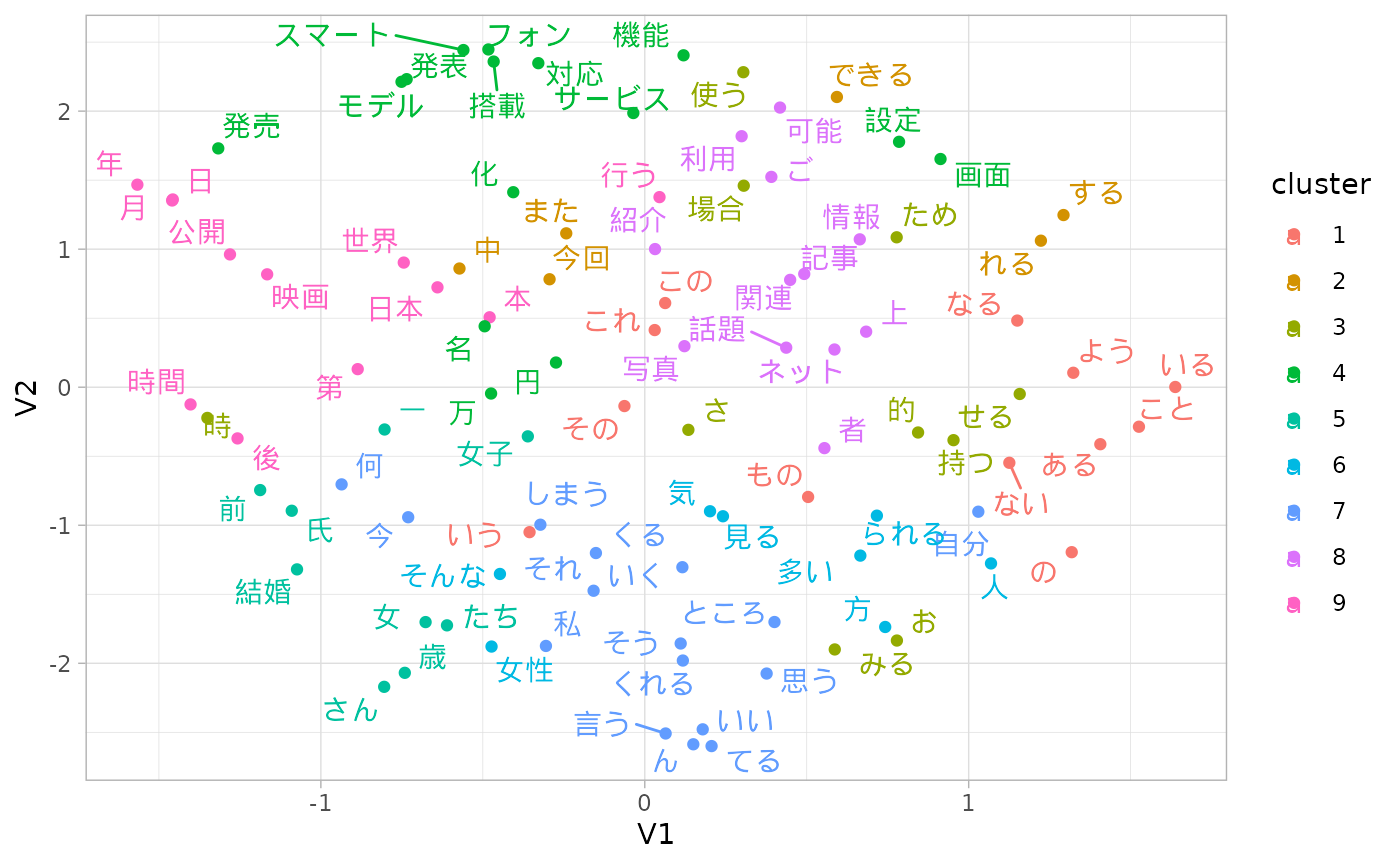 スマート
フォン
機能
発表
対応
できる
モデル
搭載
サービス
使う
発売
可能
設定
年
日
化
行う
利用
ご
画面
月
公開
また
紹介
場合
情報
ため
する
世界
中
今回
記事
れる
映画
日本
本
この
関連
上
なる
これ
話題
名
写真
ネット
よう
いる
時間
第
円
こと
時
一
万
その
さ
的
せる
後
何
女子
者
持つ
ある
前
氏
しまう
もの
気
ない
今
いう
くる
見る
られる
自分
結婚
そんな
それ
いく
多い
人
の
女
たち
私
ところ
方
お
歳
女性
そう
みる
さん
くれる
思う
言う
いい
ん
てる
2
1
0
-1
-2
-1
0
1
V1
V2
cluster
a 1
a 2
a 3
a 4
a 5
a 6
a 7
a 8
a 9